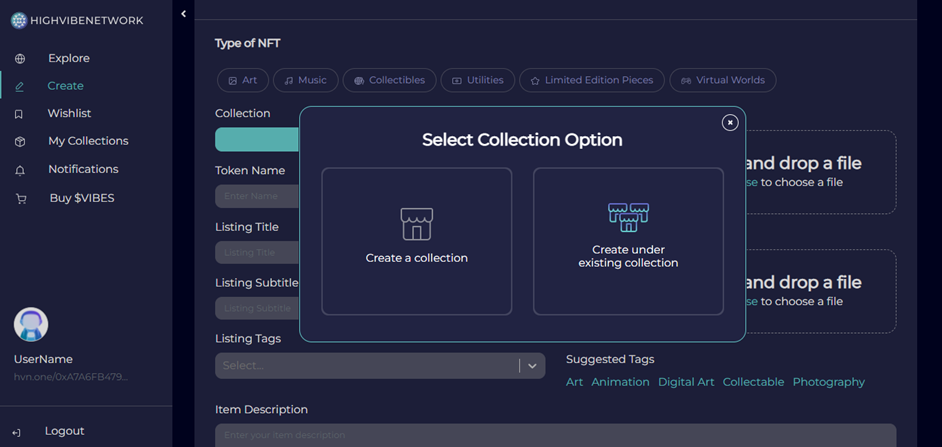 HIGHVIBENETWORK
Explore
Create
Wishlist
My Collections
Notifications
Buy $VIBES
UserName
hvn.one/0xA7A6FB479...
Logout
Type of NFT
Art Music Collectibles Utilities Limited Edition Pieces Virtual Worlds
Collection
Token Name
Enter Name
Listing Title
Listing Title
Listing Subtitle
Listing Subtitle
Listing Tags
Select...
Select Collection Option
Create a collection
Create under
existing collection
and drop a file
se to choose a file
and drop a file
se to choose a file
Suggested Tags
Art Animation Digital Art Collectable Photography
Item Description
Enter your item description